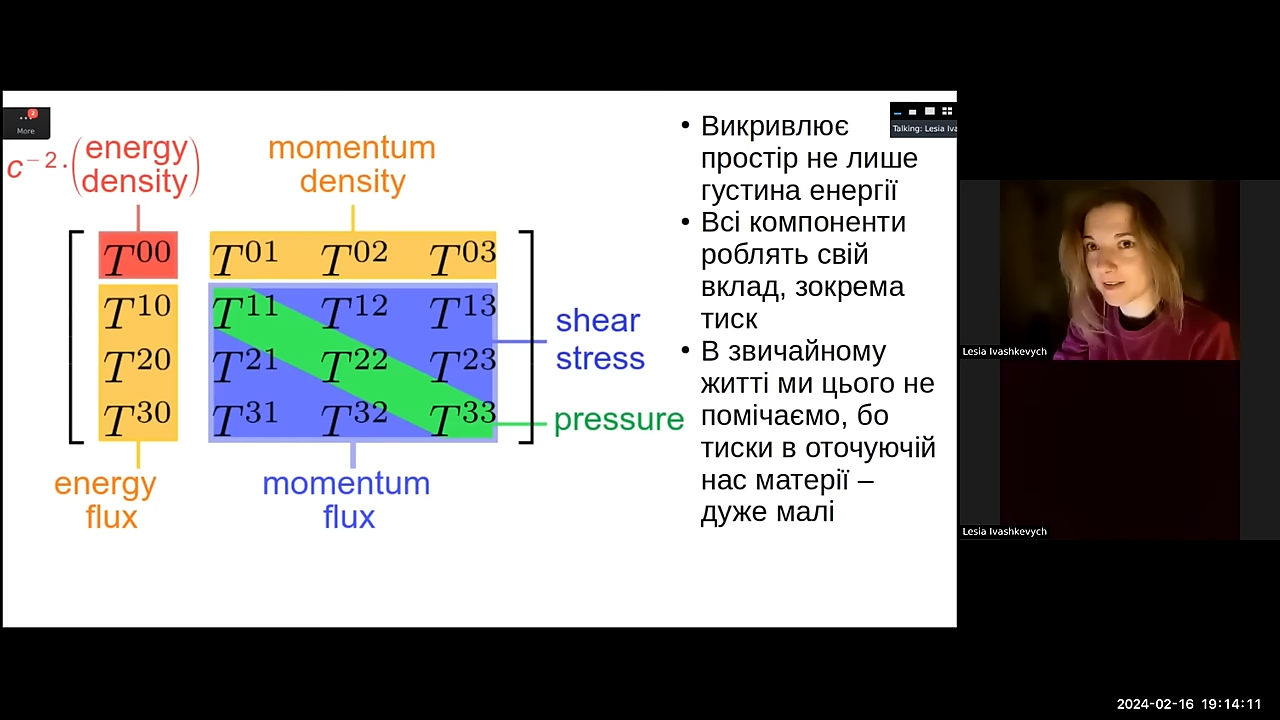 More
2
c⁻²·(energy density)
momentum
density
T⁰⁰ T⁰¹ T⁰² T⁰³
T¹⁰ T¹¹ T¹² T¹³
T²⁰ T²¹ T²² T²³
T³⁰ T³¹ T³² T³³
shear
stress
pressure
energy
flux
momentum
flux
• Викривлює
простір не лише
густина енергії
• Всі компоненти
роблять свій
вклад, зокрема
тиск
• В звичайному
житті ми цього не
помічаємо, бо
тиски в оточуючій
нас матерії –
дуже малі
Talking: Lesia Iva
Lesia Ivashkevych
Lesia Ivashkevych
2024-02-16 19:14:11